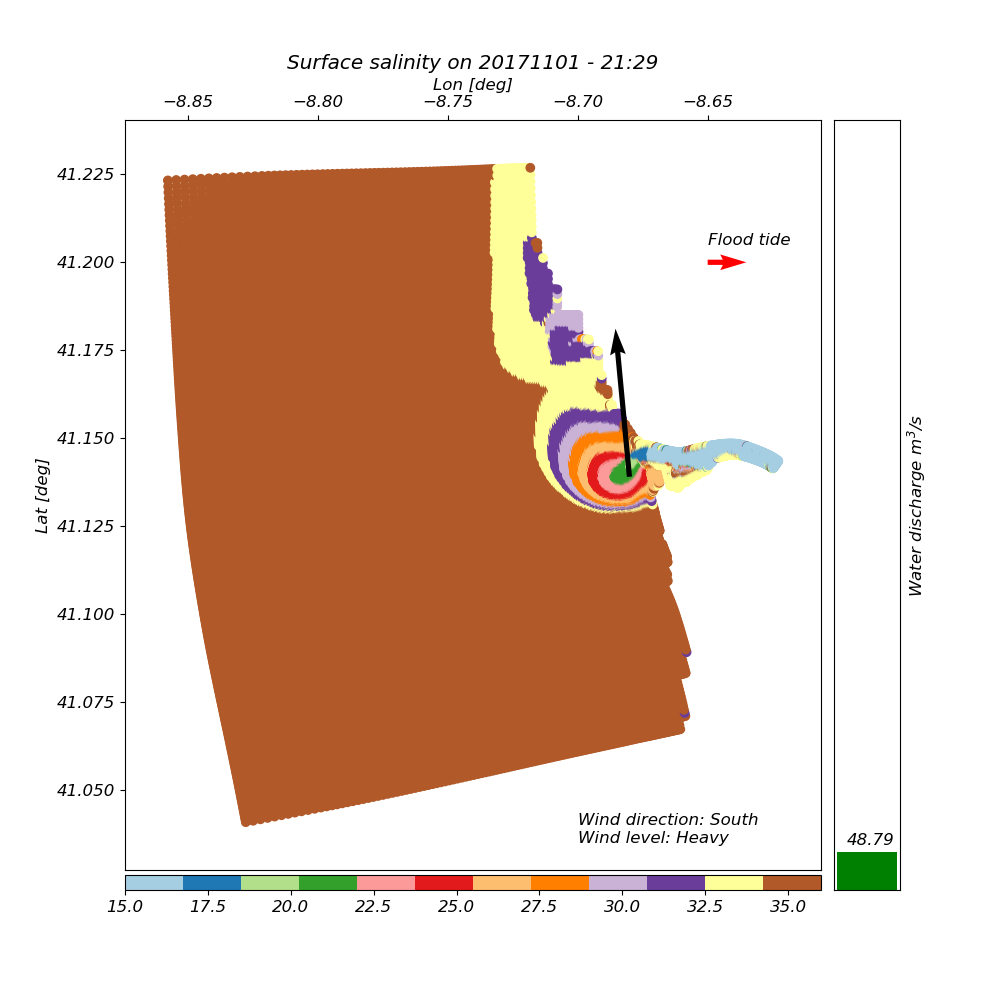 Surface salinity on 20171101 - 21:29
Lon [deg]
−8.85 −8.80 −8.75 −8.70 −8.65
41.225
41.200
41.175
41.150
41.125
41.100
41.075
41.050
Lat [deg]
Flood tide
Wind direction: South
Wind level: Heavy
15.0 17.5 20.0 22.5 25.0 27.5 30.0 32.5 35.0
48.79
Water discharge m³/s